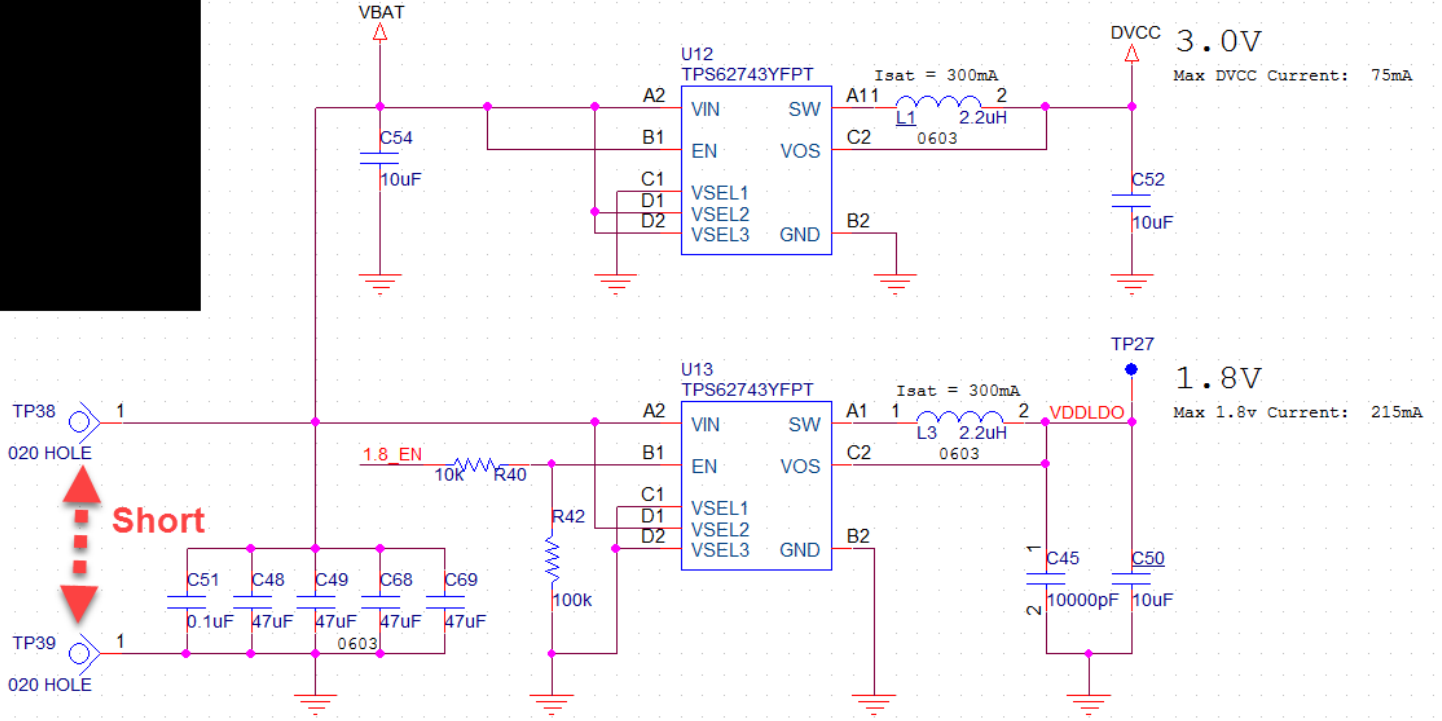 VBAT
DVCC
3.0V
Max DVCC Current: 75mA
U12
TPS62743YFPT
Isat = 300mA
A2
VIN
SW
A1
1
2
L1
2.2uH
0603
B1
EN
VOS
C2
C1
VSEL1
D1
VSEL2
D2
VSEL3
GND
B2
C54
10uF
C52
10uF
TP27
1.8V
Max 1.8v Current: 215mA
U13
TPS62743YFPT
Isat = 300mA
VDDLDO
TP38
1
020 HOLE
A2
VIN
SW
A1
1
2
L3
2.2uH
0603
1.8_EN
10k
R40
B1
EN
VOS
C2
C1
VSEL1
D1
VSEL2
D2
VSEL3
GND
B2
Short
R42
100k
C51
0.1uF
C48
47uF
C49
47uF
C68
47uF
C69
47uF
0603
1
C45
2
10000pF
C50
10uF
TP39
1
020 HOLE